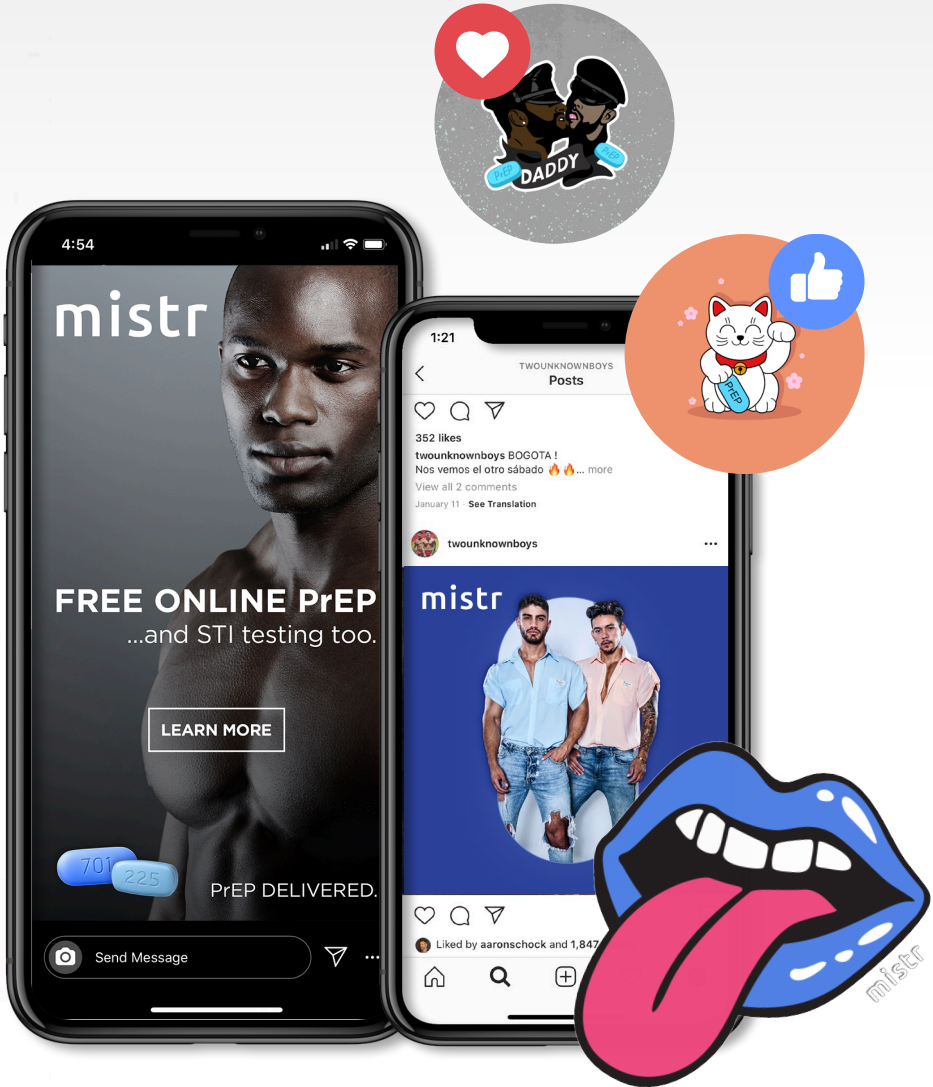 PrEP
DADDY
PrEP
4:54
mistr
FREE ONLINE PrEP
...and STI testing too.
LEARN MORE
701
225
PrEP DELIVERED.
Send Message
1:21
TWOUNKNOWNBOYS
Posts
352 likes
twounknownboys BOGOTA !
Nos vemos el otro sábado 🔥🔥... more
View all 2 comments
January 11 · See Translation
twounknownboys
mistr
Liked by aaronschock and 1,847
PrEP
mistr